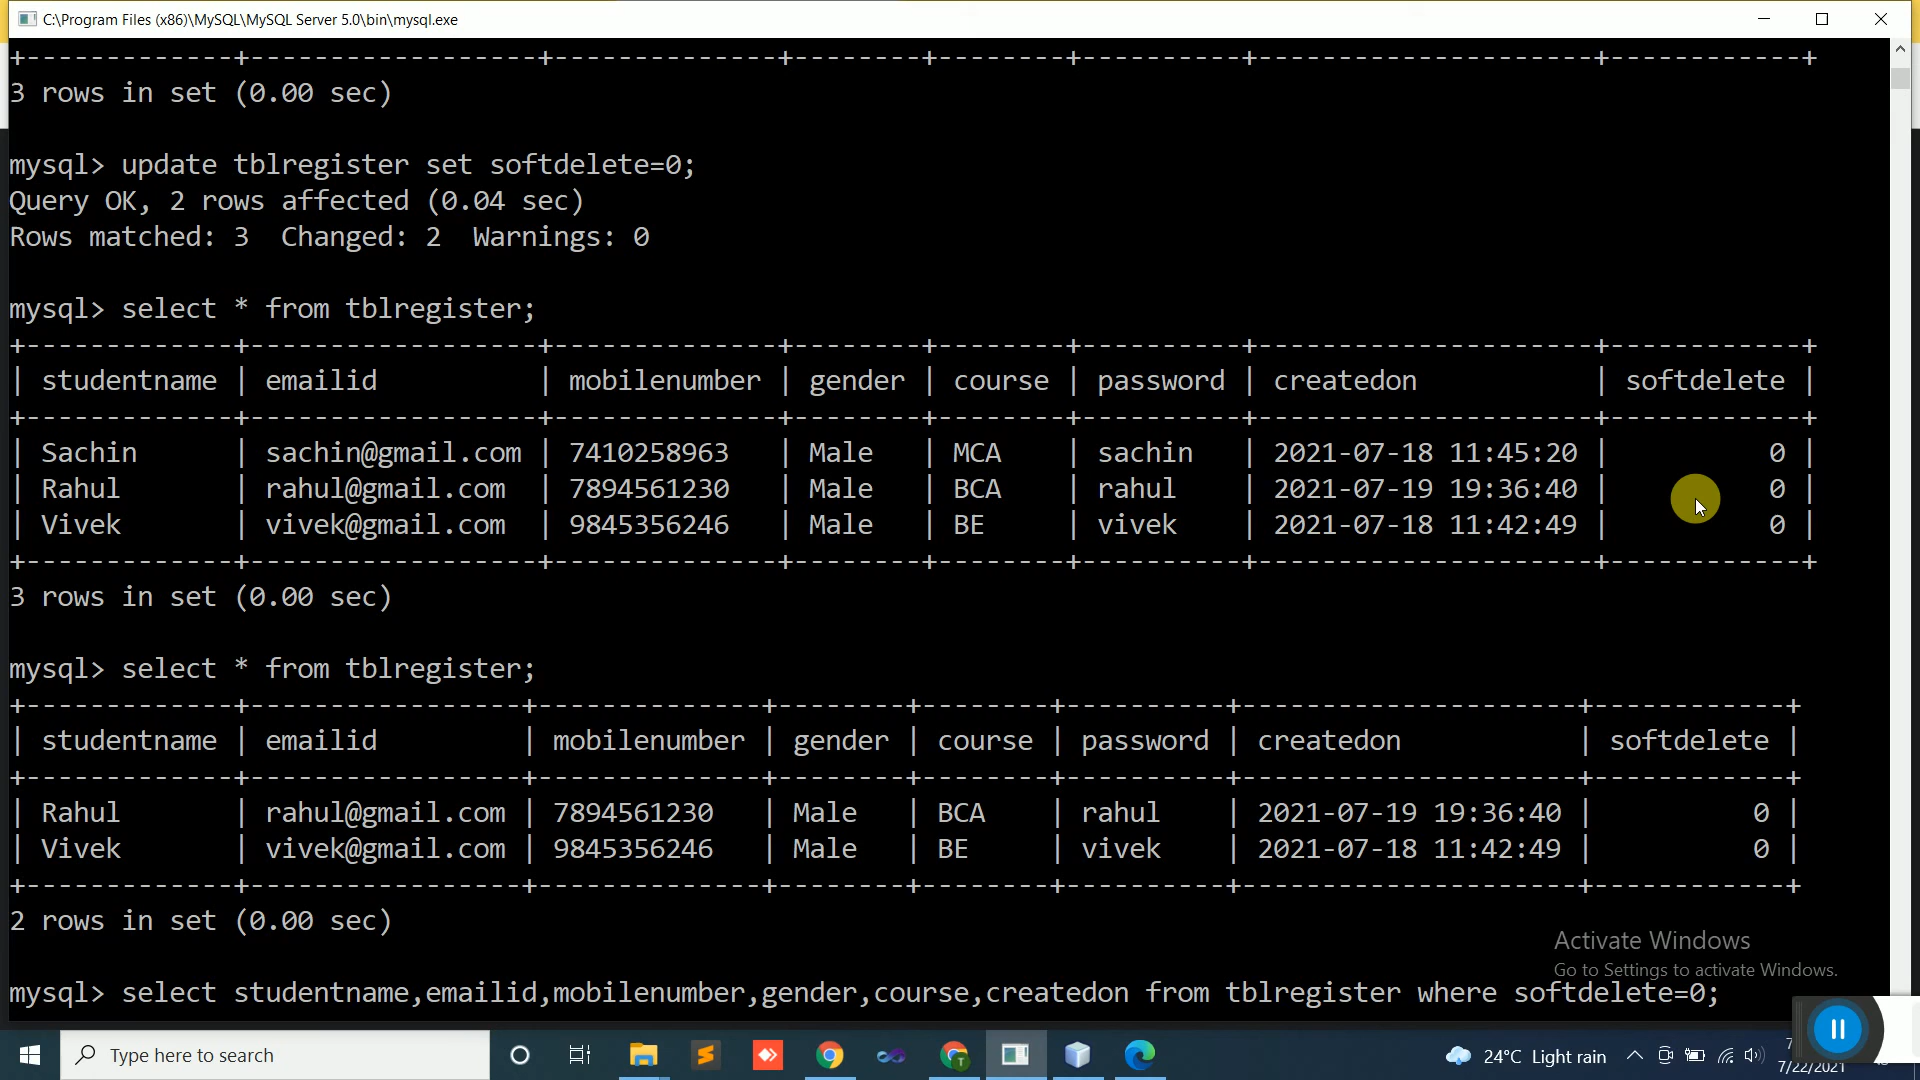 C:\Program Files (x86)\MySQL\MySQL Server 5.0\bin\mysql.exe
+-------------+------------------+--------------+--------+--------+----------+---------------------+------------+
3 rows in set (0.00 sec)
mysql> update tblregister set softdelete=0;
Query OK, 2 rows affected (0.04 sec)
Rows matched: 3  Changed: 2  Warnings: 0
mysql> select * from tblregister;
+-------------+------------------+--------------+--------+--------+----------+---------------------+------------+
| studentname | emailid          | mobilenumber | gender | course | password | createdon           | softdelete |
+-------------+------------------+--------------+--------+--------+----------+---------------------+------------+
| Sachin      | sachin@gmail.com | 7410258963   | Male   | MCA    | sachin   | 2021-07-18 11:45:20 |          0 |
| Rahul       | rahul@gmail.com  | 7894561230   | Male   | BCA    | rahul    | 2021-07-19 19:36:40 |          0 |
| Vivek       | vivek@gmail.com  | 9845356246   | Male   | BE     | vivek    | 2021-07-18 11:42:49 |          0 |
+-------------+------------------+--------------+--------+--------+----------+---------------------+------------+
3 rows in set (0.00 sec)
mysql> select * from tblregister;
+-------------+-----------------+--------------+--------+--------+----------+---------------------+------------+
| studentname | emailid         | mobilenumber | gender | course | password | createdon           | softdelete |
+-------------+-----------------+--------------+--------+--------+----------+---------------------+------------+
| Rahul       | rahul@gmail.com | 7894561230   | Male   | BCA    | rahul    | 2021-07-19 19:36:40 |          0 |
| Vivek       | vivek@gmail.com | 9845356246   | Male   | BE     | vivek    | 2021-07-18 11:42:49 |          0 |
+-------------+-----------------+--------------+--------+--------+----------+---------------------+------------+
2 rows in set (0.00 sec)
Activate Windows
Go to Settings to activate Windows.
mysql> select studentname,emailid,mobilenumber,gender,course,createdon from tblregister where softdelete=0;
Type here to search
24°C Light rain
7/22/2021